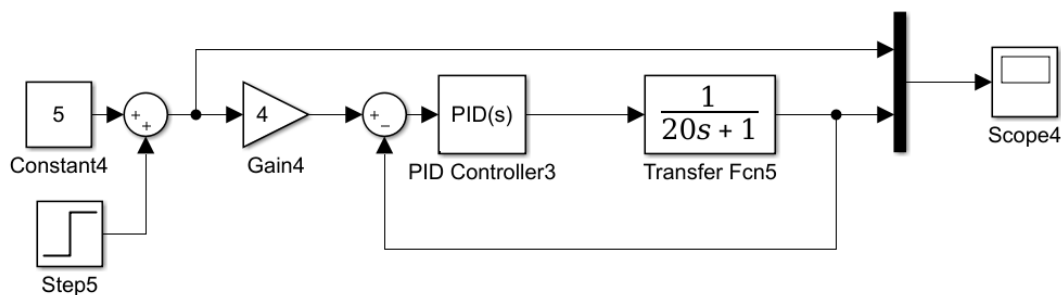 5
Constant4
+
+
Step5
4
Gain4
+
−
PID(s)
PID Controller3
1
20s + 1
Transfer Fcn5
Scope4